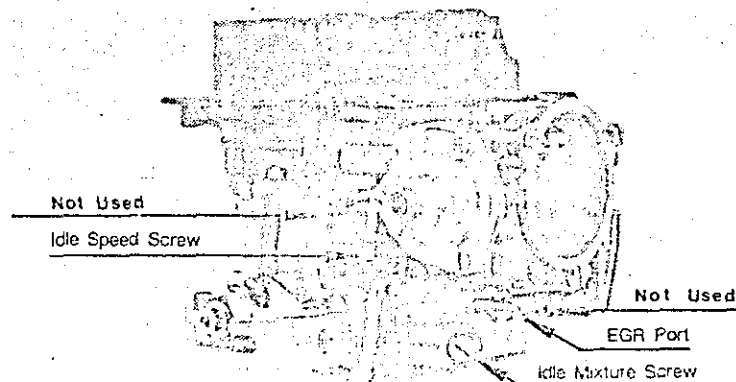 Not Used
Idle Speed Screw
Not Used
EGR Port
Idle Mixture Screw